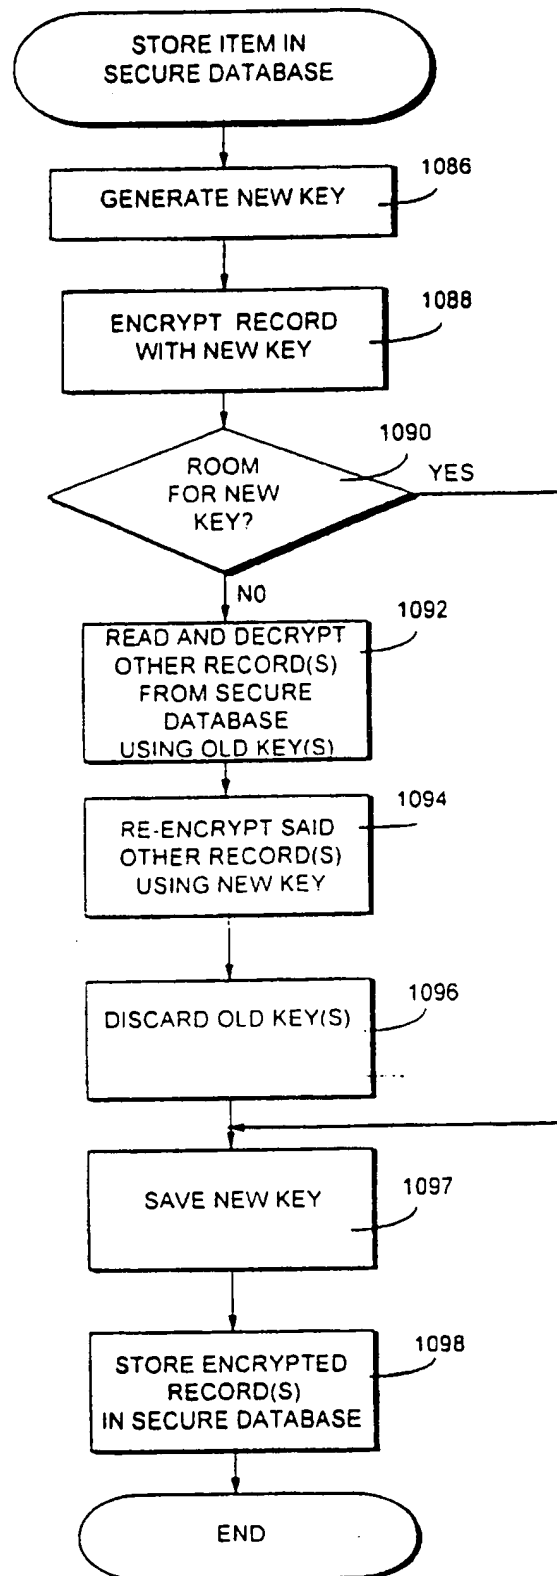 STORE ITEM IN
SECURE DATABASE
1086
GENERATE NEW KEY
1088
ENCRYPT RECORD
WITH NEW KEY
1090
ROOM
FOR NEW
KEY?
YES
NO
1092
READ AND DECRYPT
OTHER RECORD(S)
FROM SECURE
DATABASE
USING OLD KEY(S)
1094
RE-ENCRYPT SAID
OTHER RECORD(S)
USING NEW KEY
1096
DISCARD OLD KEY(S)
1097
SAVE NEW KEY
1098
STORE ENCRYPTED
RECORD(S)
IN SECURE DATABASE
END